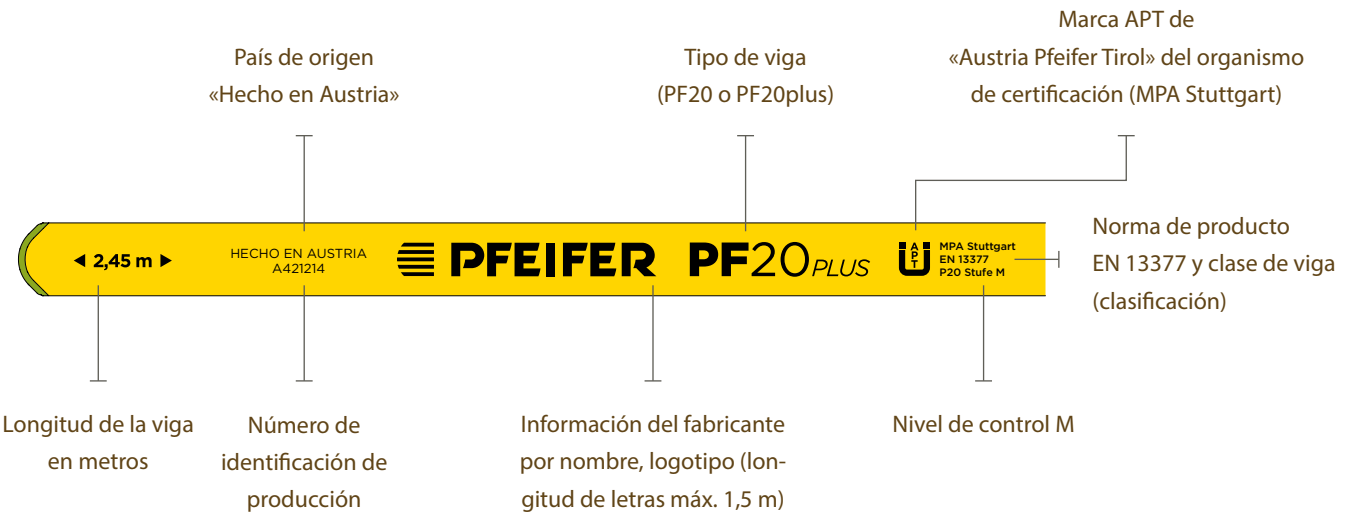 Marca APT de
«Austria Pfeifer Tirol» del organismo
de certificación (MPA Stuttgart)
País de origen
«Hecho en Austria»
Tipo de viga
(PF20 o PF20plus)
◄ 2,45 m ►
HECHO EN AUSTRIA
A421214
PFEIFER
PF20PLUS
APT
MPA Stuttgart
EN 13377
P20 Stufe M
Norma de producto
EN 13377 y clase de viga
(clasificación)
Longitud de la viga
en metros
Número de
identificación de
producción
Información del fabricante
por nombre, logotipo (lon-
gitud de letras máx. 1,5 m)
Nivel de control M